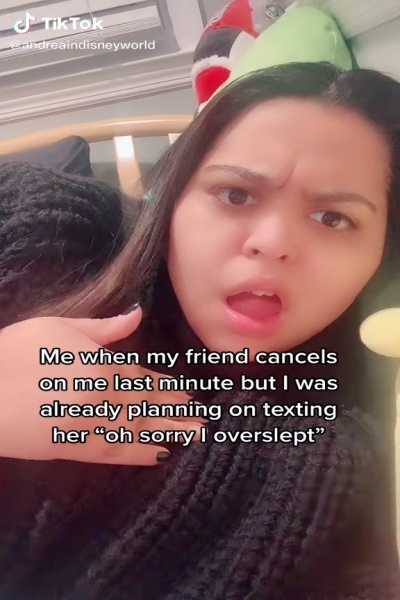 TikTok
@andreaindisneyworld
Me when my friend cancels
on me last minute but I was
already planning on texting
her “oh sorry I overslept”